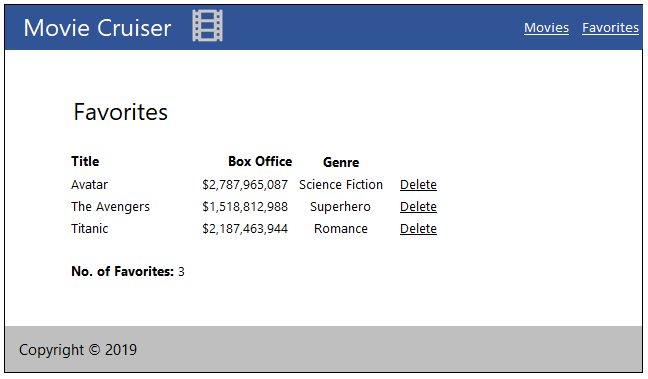 Movie Cruiser Movies Favorites
Favorites
Title Box Office Genre
Avatar $2,787,965,087 Science Fiction Delete
The Avengers $1,518,812,988 Superhero Delete
Titanic $2,187,463,944 Romance Delete
No. of Favorites: 3
Copyright © 2019